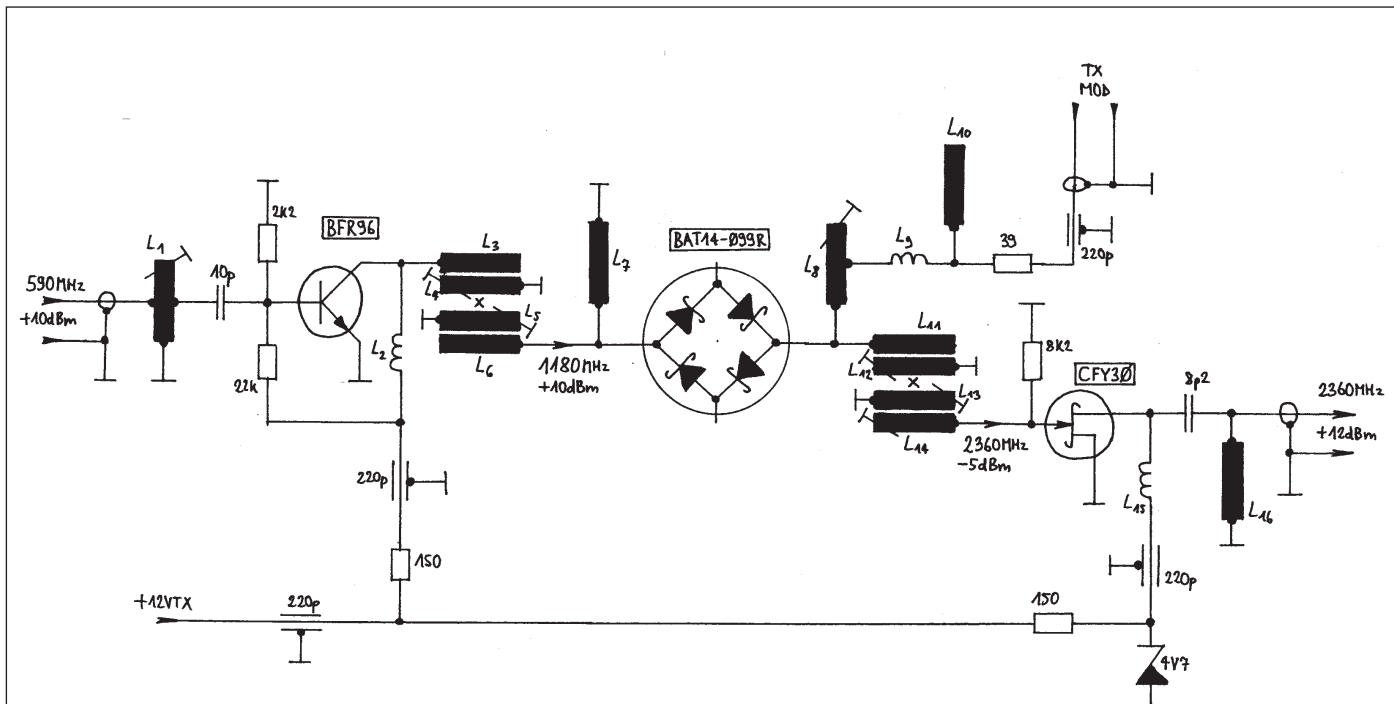 TX
MOD
L10
2K2
BFR96
L3
L1
L7
BAT14-099R
L9
39
220p
590MHz
+10dBm
10p
L4
L5
L8
L11
8K2
22k
L2
L6
1180MHz
+10dBm
L12
L13
CFY30
8p2
2360MHz
+12dBm
L14
2360MHz
-5dBm
220p
L15
L16
150
220p
+12VTX
220p
150
4V7